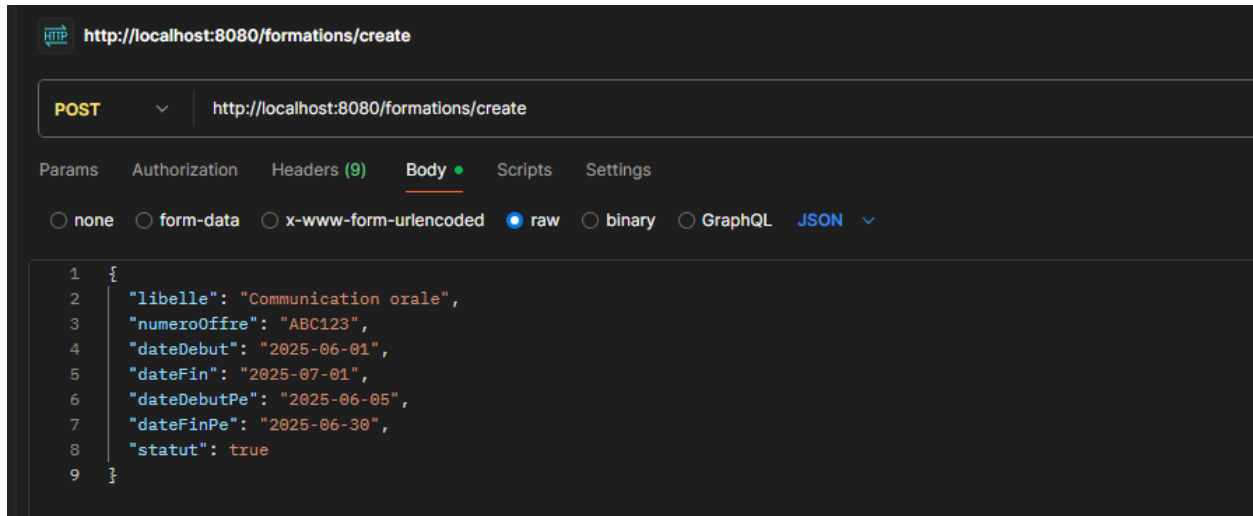 HTTP http://localhost:8080/formations/create
POST http://localhost:8080/formations/create
Params Authorization Headers (9) Body Scripts Settings
none form-data x-www-form-urlencoded raw binary GraphQL JSON
1 {
2 "libelle": "Communication orale",
3 "numeroOffre": "ABC123",
4 "dateDebut": "2025-06-01",
5 "dateFin": "2025-07-01",
6 "dateDebutPe": "2025-06-05",
7 "dateFinPe": "2025-06-30",
8 "statut": true
9 }